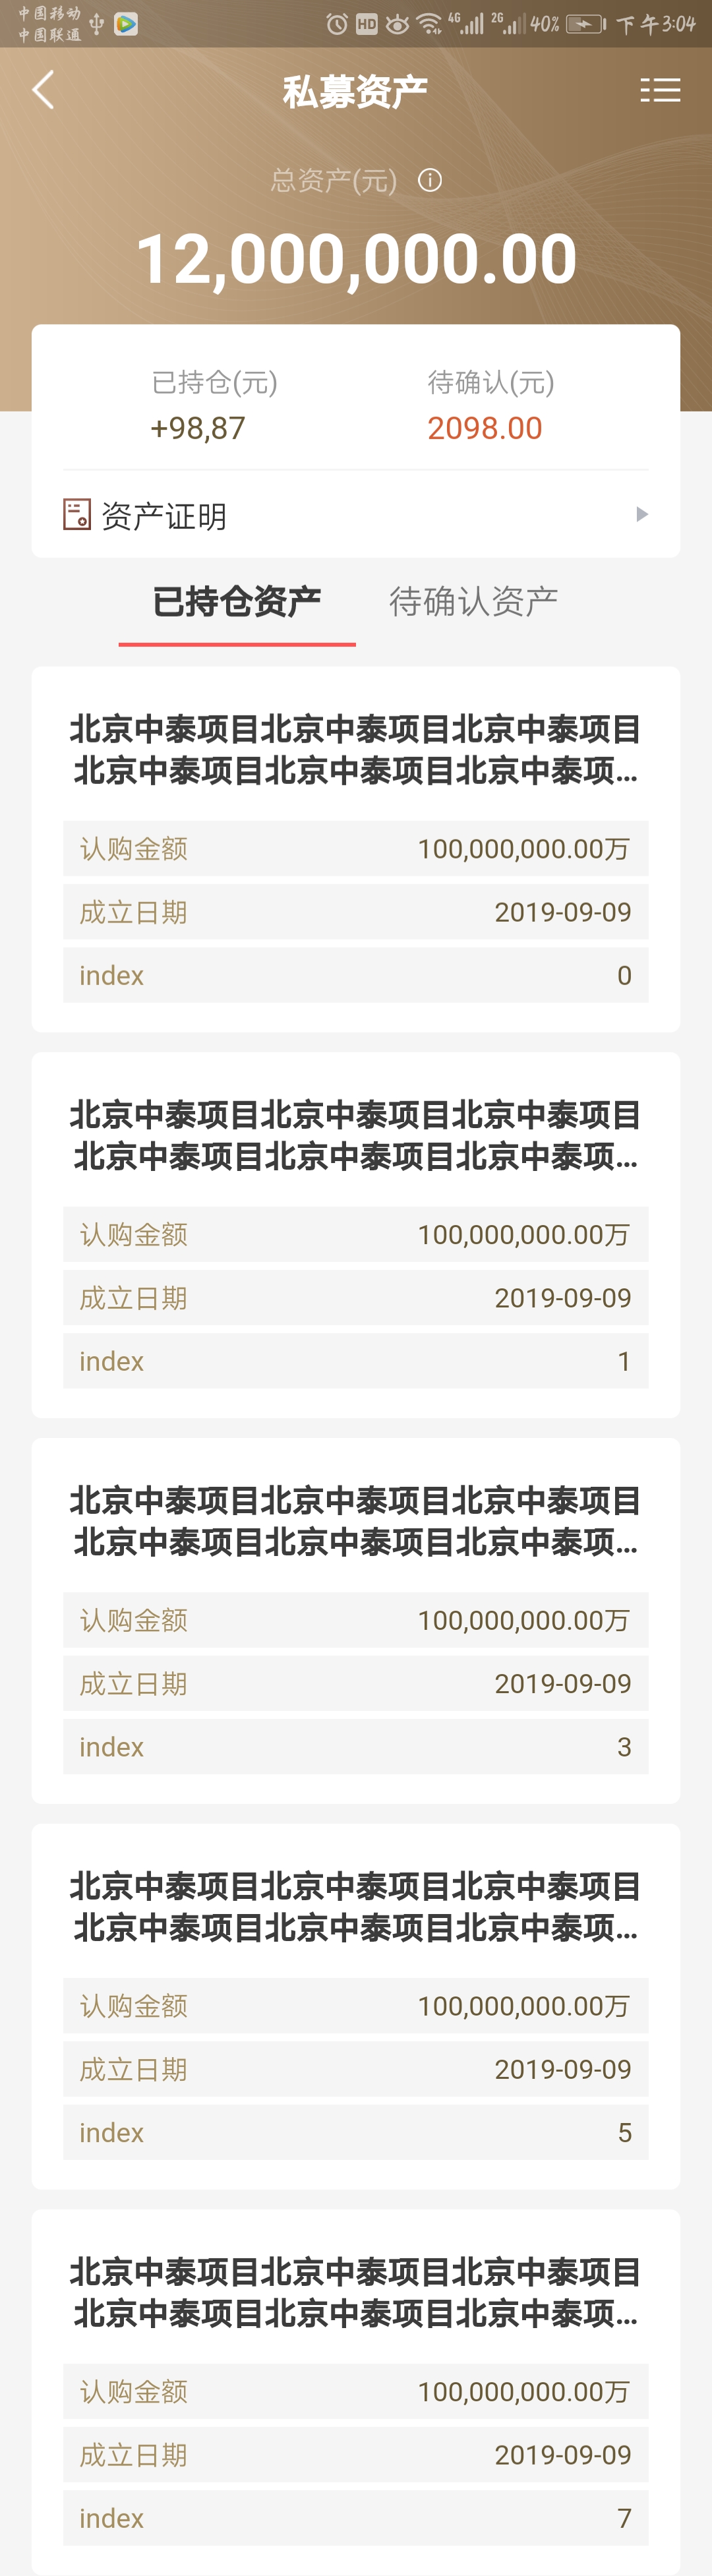 中国移动
中国联通
HD 4G 2G 40% 下午3:04
私募资产
总资产(元)
12,000,000.00
已持仓(元) 待确认(元)
+98,87 2098.00
资产证明
已持仓资产 待确认资产
北京中泰项目北京中泰项目北京中泰项目
北京中泰项目北京中泰项目北京中泰项...
认购金额 100,000,000.00万
成立日期 2019-09-09
index 0
北京中泰项目北京中泰项目北京中泰项目
北京中泰项目北京中泰项目北京中泰项...
认购金额 100,000,000.00万
成立日期 2019-09-09
index 1
北京中泰项目北京中泰项目北京中泰项目
北京中泰项目北京中泰项目北京中泰项...
认购金额 100,000,000.00万
成立日期 2019-09-09
index 3
北京中泰项目北京中泰项目北京中泰项目
北京中泰项目北京中泰项目北京中泰项...
认购金额 100,000,000.00万
成立日期 2019-09-09
index 5
北京中泰项目北京中泰项目北京中泰项目
北京中泰项目北京中泰项目北京中泰项...
认购金额 100,000,000.00万
成立日期 2019-09-09
index 7